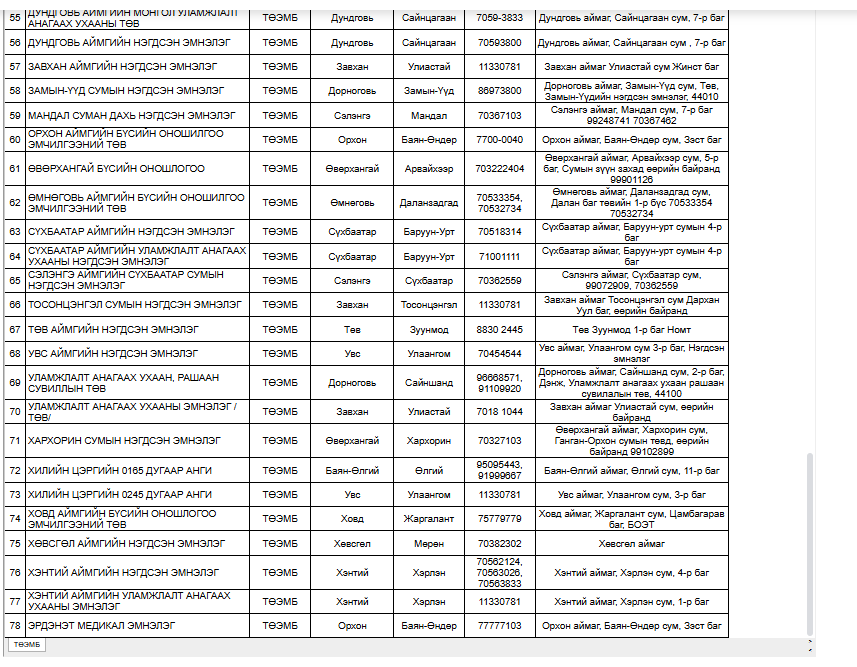 55 ДУНДГОВЬ АЙМГИЙН МОНГОЛ УЛАМЖЛАЛТ АНАГААХ УХААНЫ ТӨВ ТӨЭМБ Дундговь Сайнцагаан 7059-3833 Дундговь аймаг, Сайнцагаан сум, 7-р баг
56 ДУНДГОВЬ АЙМГИЙН НЭГДСЭН ЭМНЭЛЭГ ТӨЭМБ Дундговь Сайнцагаан 70593800 Дундговь аймаг, Сайнцагаан сум , 7-р баг
57 ЗАВХАН АЙМГИЙН НЭГДСЭН ЭМНЭЛЭГ ТӨЭМБ Завхан Улиастай 11330781 Завхан аймаг Улиастай сум Жинст баг
58 ЗАМЫН-ҮҮД СУМЫН НЭГДСЭН ЭМНЭЛЭГ ТӨЭМБ Дорноговь Замын-Үүд 86973800 Дорноговь аймаг, Замын-Үүд сум, Төв, Замын-Үүдийн нэгдсэн эмнэлэг, 44010
59 МАНДАЛ СУМАН ДАХЬ НЭГДСЭН ЭМНЭЛЭГ ТӨЭМБ Сэлэнгэ Мандал 70367103 Сэлэнгэ аймаг, Мандал сум, 7-р баг 99248741 70367462
60 ОРХОН АЙМГИЙН БҮСИЙН ОНОШИЛГОО ЭМЧИЛГЭЭНИЙ ТӨВ ТӨЭМБ Орхон Баян-Өндөр 7700-0040 Орхон аймаг, Баян-Өндөр сум, Зэст баг
61 ӨВӨРХАНГАЙ БҮСИЙН ОНОШЛОГОО ТӨЭМБ Өвөрхангай Арвайхээр 703222404 Өвөрхангай аймаг, Арвайхээр сум, 5-р баг, Сумын зүүн захад өөрийн байранд 99901126
62 ӨМНӨГОВЬ АЙМГИЙН БҮСИЙН ОНОШИЛГОО ЭМЧИЛГЭЭНИЙ ТӨВ ТӨЭМБ Өмнөговь Даланзадгад 70533354, 70532734 Өмнөговь аймаг, Даланзадгад сум, Далан баг төвийн 1-р бүс 70533354 70532734
63 СҮХБААТАР АЙМГИЙН НЭГДСЭН ЭМНЭЛЭГ ТӨЭМБ Сүхбаатар Баруун-Урт 70518314 Сүхбаатар аймаг, Баруун-урт сумын 4-р баг
64 СҮХБААТАР АЙМГИЙН УЛАМЖЛАЛТ АНАГААХ УХААНЫ НЭГДСЭН ЭМНЭЛЭГ ТӨЭМБ Сүхбаатар Баруун-Урт 71001111 Сүхбаатар аймаг, Баруун-урт сумын 4-р баг
65 СЭЛЭНГЭ АЙМГИЙН СҮХБААТАР СУМЫН НЭГДСЭН ЭМНЭЛЭГ ТӨЭМБ Сэлэнгэ Сүхбаатар 70362559 Сэлэнгэ аймаг, Сүхбаатар сум, 99072909, 70362559
66 ТОСОНЦЭНГЭЛ СУМЫН НЭГДСЭН ЭМНЭЛЭГ ТӨЭМБ Завхан Тосонцэнгэл 11330781 Завхан аймаг Тосонцэнгэл сум Дархан Уул баг, өөрийн байранд
67 ТӨВ АЙМГИЙН НЭГДСЭН ЭМНЭЛЭГ ТӨЭМБ Төв Зуунмод 8830 2445 Төв Зуунмод 1-р баг Номт
68 УВС АЙМГИЙН НЭГДСЭН ЭМНЭЛЭГ ТӨЭМБ Увс Улаангом 70454544 Увс аймаг, Улаангом сум 3-р баг, Нэгдсэн эмнэлэг
69 УЛАМЖЛАЛТ АНАГААХ УХААН, РАШААН СУВИЛЛЫН ТӨВ ТӨЭМБ Дорноговь Сайншанд 96668571, 91109920 Дорноговь аймаг, Сайншанд сум, 2-р баг, Дэнж, Уламжлалт анагаах ухаан рашаан сувилалын төв, 44100
70 УЛАМЖЛАЛТ АНАГААХ УХААНЫ ЭМНЭЛЭГ /ТӨВ/ ТӨЭМБ Завхан Улиастай 7018 1044 Завхан аймаг Улиастай сум, өөрийн байранд
71 ХАРХОРИН СУМЫН НЭГДСЭН ЭМНЭЛЭГ ТӨЭМБ Өвөрхангай Хархорин 70327103 Өвөрхангай аймаг, Хархорин сум, Ганган-Орхон сумын төвд, өөрийн байранд 99102899
72 ХИЛИЙН ЦЭРГИЙН 0165 ДУГААР АНГИ ТӨЭМБ Баян-Өлгий Өлгий 95095443, 91999667 Баян-Өлгий аймаг, Өлгий сум, 11-р баг
73 ХИЛИЙН ЦЭРГИЙН 0245 ДУГААР АНГИ ТӨЭМБ Увс Улаангом 11330781 Увс аймаг, Улаангом сум, 3-р баг
74 ХОВД АЙМГИЙН БҮСИЙН ОНОШЛОГОО ЭМЧИЛГЭЭНИЙ ТӨВ ТӨЭМБ Ховд Жаргалант 75779779 Ховд аймаг, Жаргалант сум, Цамбагарав баг, БОЭТ
75 ХӨВСГӨЛ АЙМГИЙН НЭГДСЭН ЭМНЭЛЭГ ТӨЭМБ Хөвсгөл Мөрөн 70382302 Хөвсгөл аймаг
76 ХЭНТИЙ АЙМГИЙН НЭГДСЭН ЭМНЭЛЭГ ТӨЭМБ Хэнтий Хэрлэн 70562124, 70563026, 70563833 Хэнтий аймаг, Хэрлэн сум, 4-р баг
77 ХЭНТИЙ АЙМГИЙН УЛАМЖЛАЛТ АНАГААХ УХААНЫ ЭМНЭЛЭГ ТӨЭМБ Хэнтий Хэрлэн 11330781 Хэнтий аймаг, Хэрлэн сум, 1-р баг
78 ЭРДЭНЭТ МЕДИКАЛ ЭМНЭЛЭГ ТӨЭМБ Орхон Баян-Өндөр 77777103 Орхон аймаг, Баян-Өндөр сум, Зэст баг
ТӨЭМБ